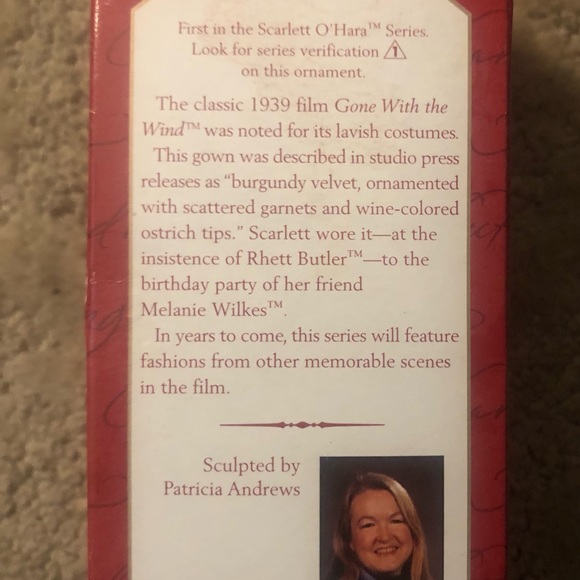 First in the Scarlett O'Hara™ Series.
Look for series verification 1
on this ornament.
The classic 1939 film Gone With the
Wind™ was noted for its lavish costumes.
This gown was described in studio press
releases as “burgundy velvet, ornamented
with scattered garnets and wine-colored
ostrich tips.” Scarlett wore it—at the
insistence of Rhett Butler™—to the
birthday party of her friend
Melanie Wilkes™.
In years to come, this series will feature
fashions from other memorable scenes
in the film.
Sculpted by
Patricia Andrews